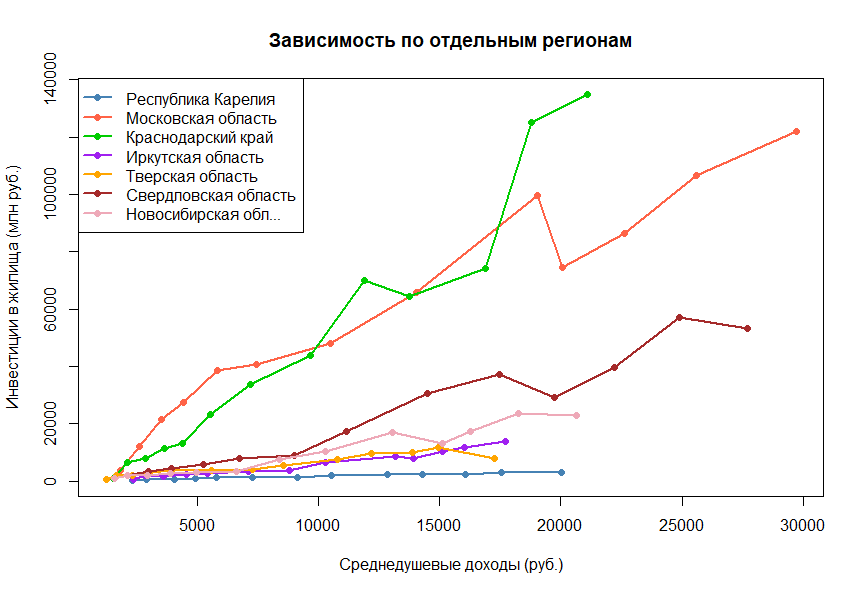 Зависимость по отдельным регионам
Республика Карелия
Московская область
Краснодарский край
Иркутская область
Тверская область
Свердловская область
Новосибирская обл...
Инвестиции в жилища (млн руб.)
140000
100000
60000
20000
0
5000
10000
15000
20000
25000
30000
Среднедушевые доходы (руб.)